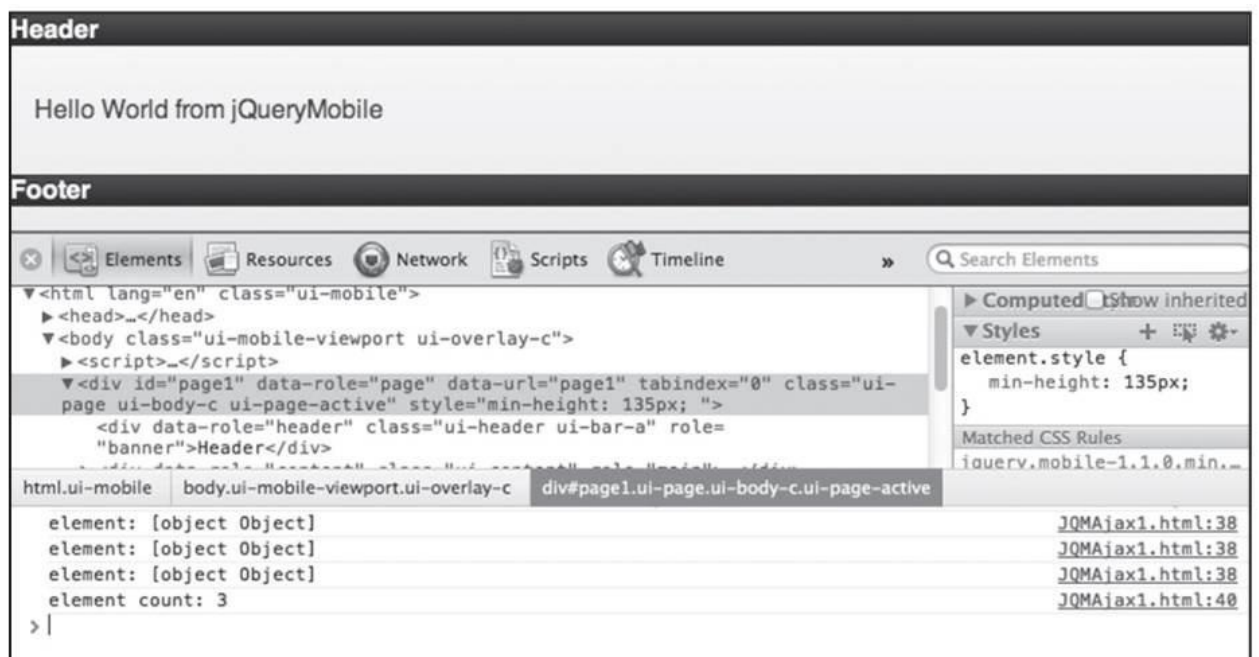 Header
Hello World from jQueryMobile
Footer
Elements Resources Network Scripts Timeline » Search Elements
▼<html lang="en" class="ui-mobile">
▶<head>…</head>
▼<body class="ui-mobile-viewport ui-overlay-c">
▶<script>…</script>
▼<div id="page1" data-role="page" data-url="page1" tabindex="0" class="ui-
page ui-body-c ui-page-active" style="min-height: 135px; ">
<div data-role="header" class="ui-header ui-bar-a" role=
"banner">Header</div>
▶ Computed Show inherited
▼ Styles
element.style {
min-height: 135px;
}
Matched CSS Rules
jquery.mobile-1.1.0.min.…
html.ui-mobile body.ui-mobile-viewport.ui-overlay-c div#page1.ui-page.ui-body-c.ui-page-active
element: [object Object] JQMAjax1.html:38
element: [object Object] JQMAjax1.html:38
element: [object Object] JQMAjax1.html:38
element count: 3 JQMAjax1.html:40
>